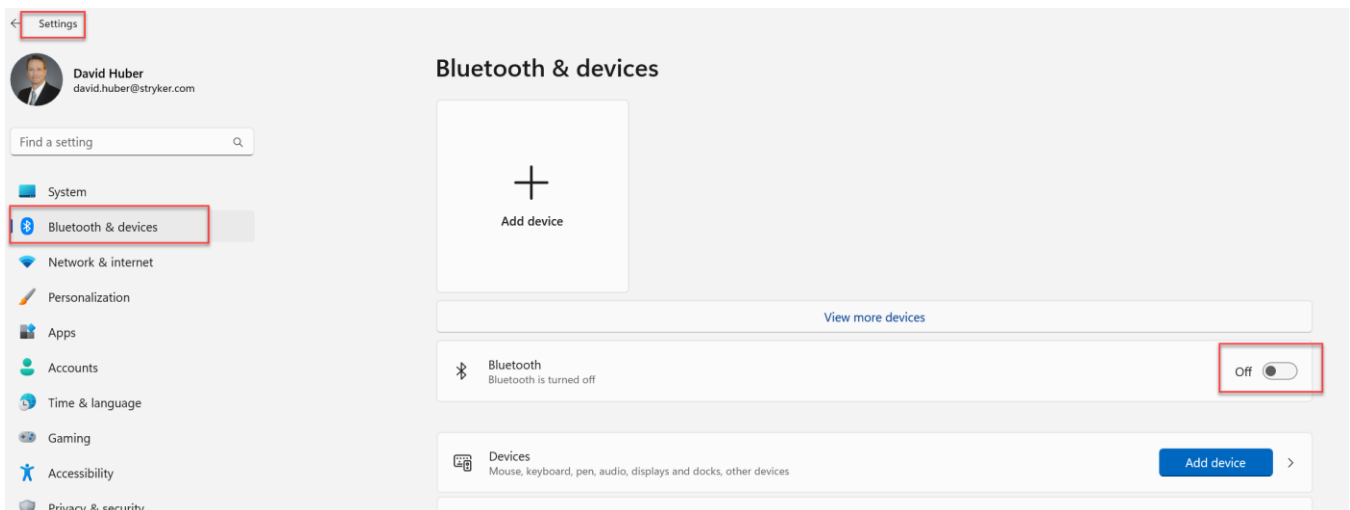 Settings
David Huber
david.huber@stryker.com
Find a setting
System
Bluetooth & devices
Network & internet
Personalization
Apps
Accounts
Time & language
Gaming
Accessibility
Privacy & security
Bluetooth & devices
Add device
View more devices
Bluetooth
Bluetooth is turned off
Off
Devices
Mouse, keyboard, pen, audio, displays and docks, other devices
Add device